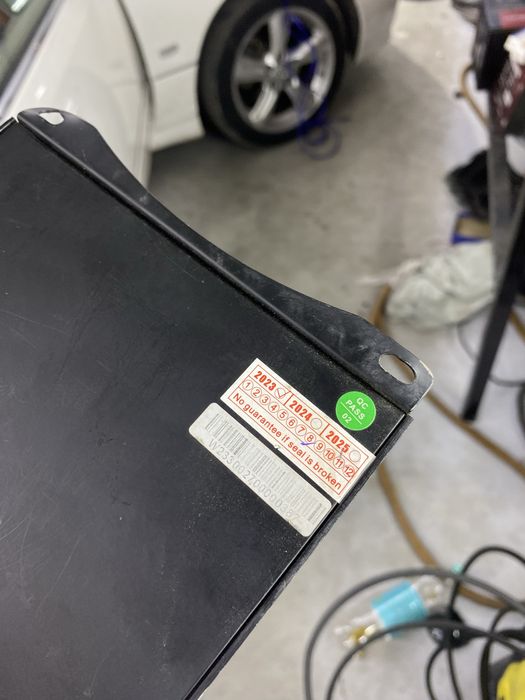 2023 2024 2025
1 2 3 4 5 6 7 8 9 10 11 12
No guarantee if seal is broken
QC
PASS
02